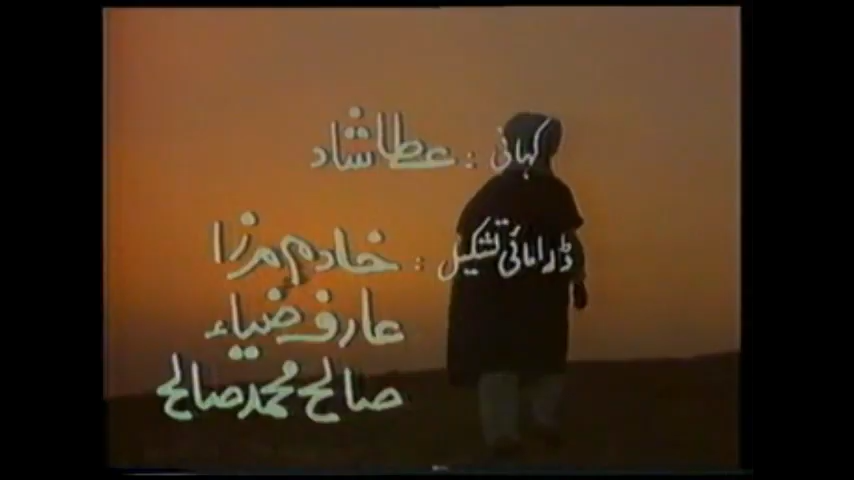 کہانی : عطا شاد
ڈرامائی تشکیل : خادم مرزا
عارف ضیاء
صالح محمد صالح